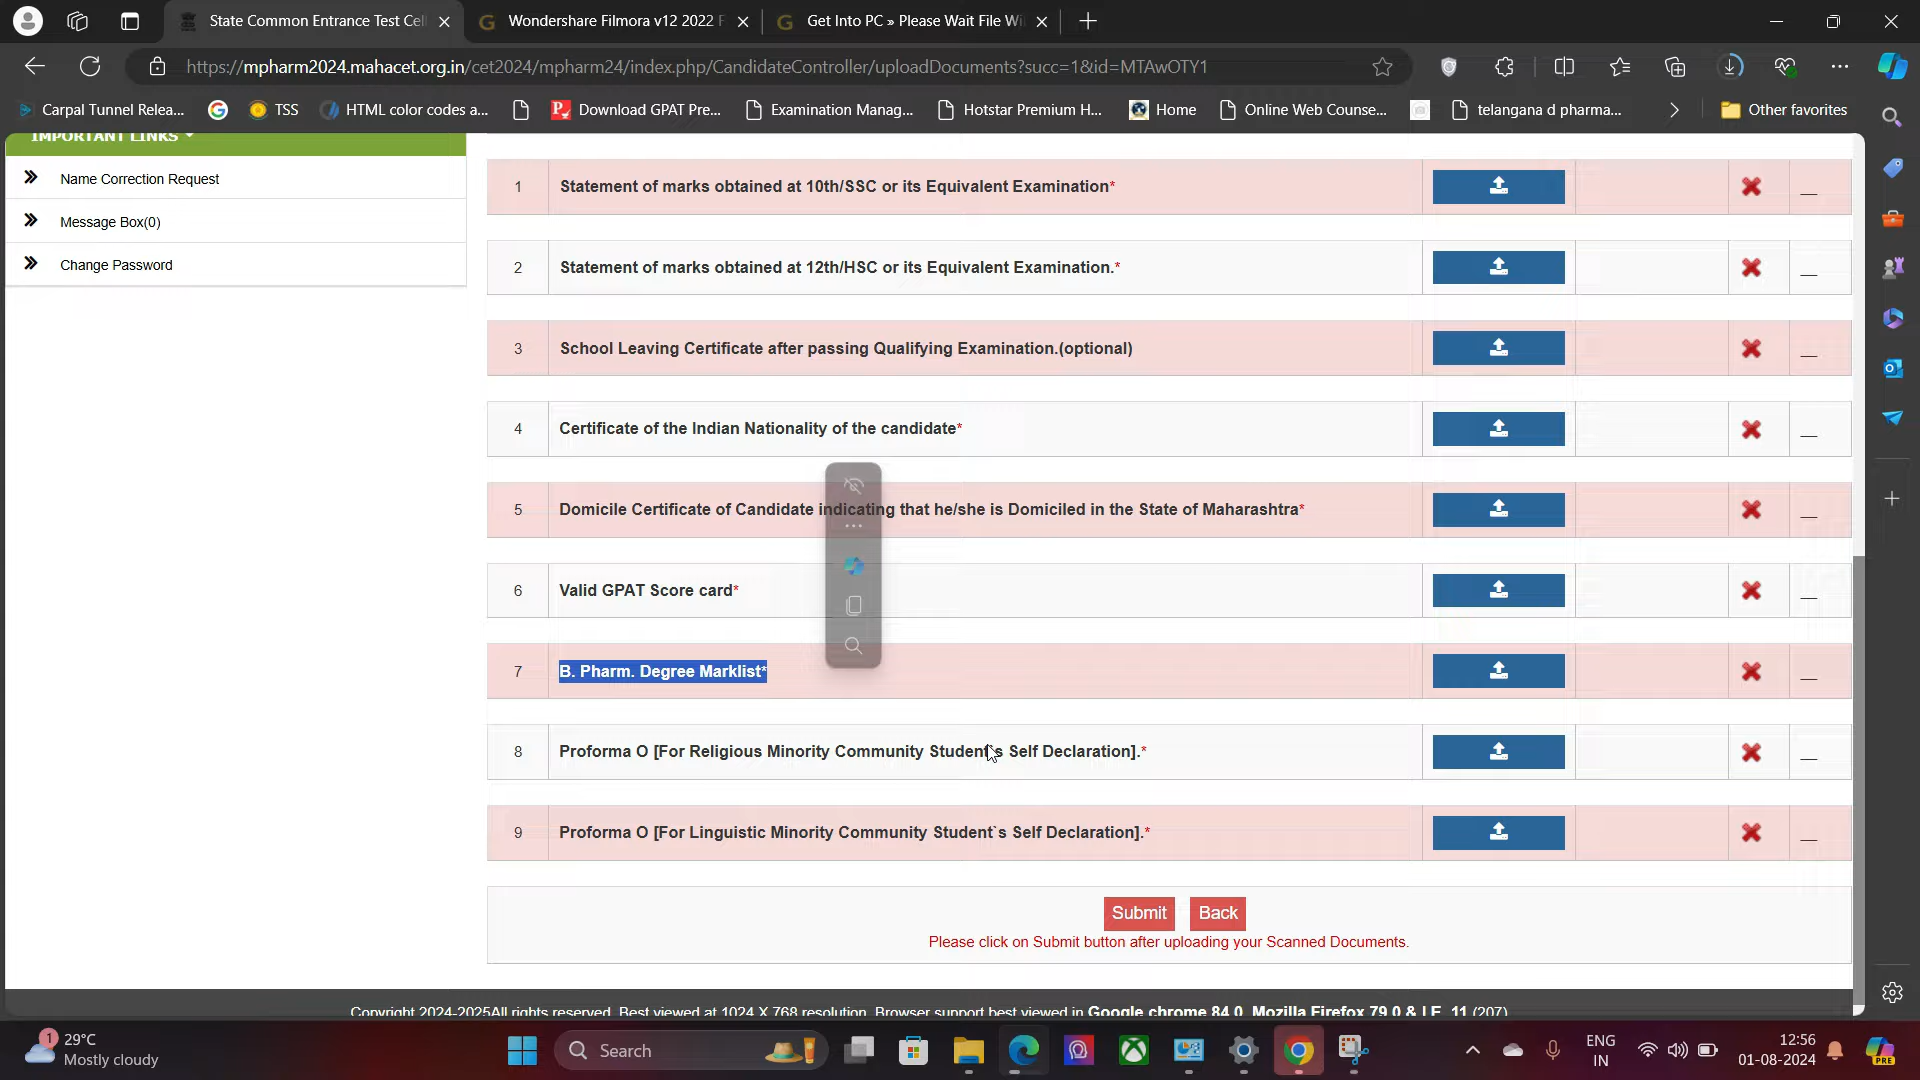 State Common Entrance Test Cel
Wondershare Filmora v12 2022 F
Get Into PC » Please Wait File Wi
https://mpharm2024.mahacet.org.in/cet2024/mpharm24/index.php/CandidateController/uploadDocuments?succ=1&id=MTAwOTY1
Carpal Tunnel Relea...
TSS
HTML color codes a...
Download GPAT Pre...
Examination Manag...
Hotstar Premium H...
Home
Online Web Counse...
telangana d pharma...
Other favorites
IMPORTANT LINKS
Name Correction Request
Message Box(0)
Change Password
1 Statement of marks obtained at 10th/SSC or its Equivalent Examination*
2 Statement of marks obtained at 12th/HSC or its Equivalent Examination.*
3 School Leaving Certificate after passing Qualifying Examination.(optional)
4 Certificate of the Indian Nationality of the candidate*
5 Domicile Certificate of Candidate indicating that he/she is Domiciled in the State of Maharashtra*
6 Valid GPAT Score card*
7 B. Pharm. Degree Marklist*
8 Proforma O [For Religious Minority Community Student`s Self Declaration].*
9 Proforma O [For Linguistic Minority Community Student`s Self Declaration].*
Submit Back
Please click on Submit button after uploading your Scanned Documents.
Copyright 2024-2025All rights reserved. Best viewed at 1024 X 768 resolution. Browser support best viewed in Google chrome 84.0, Mozilla Firefox 79.0 & I.E. 11 (207)
1
29°C
Mostly cloudy
Search
ENG
IN
12:56
01-08-2024
PRE